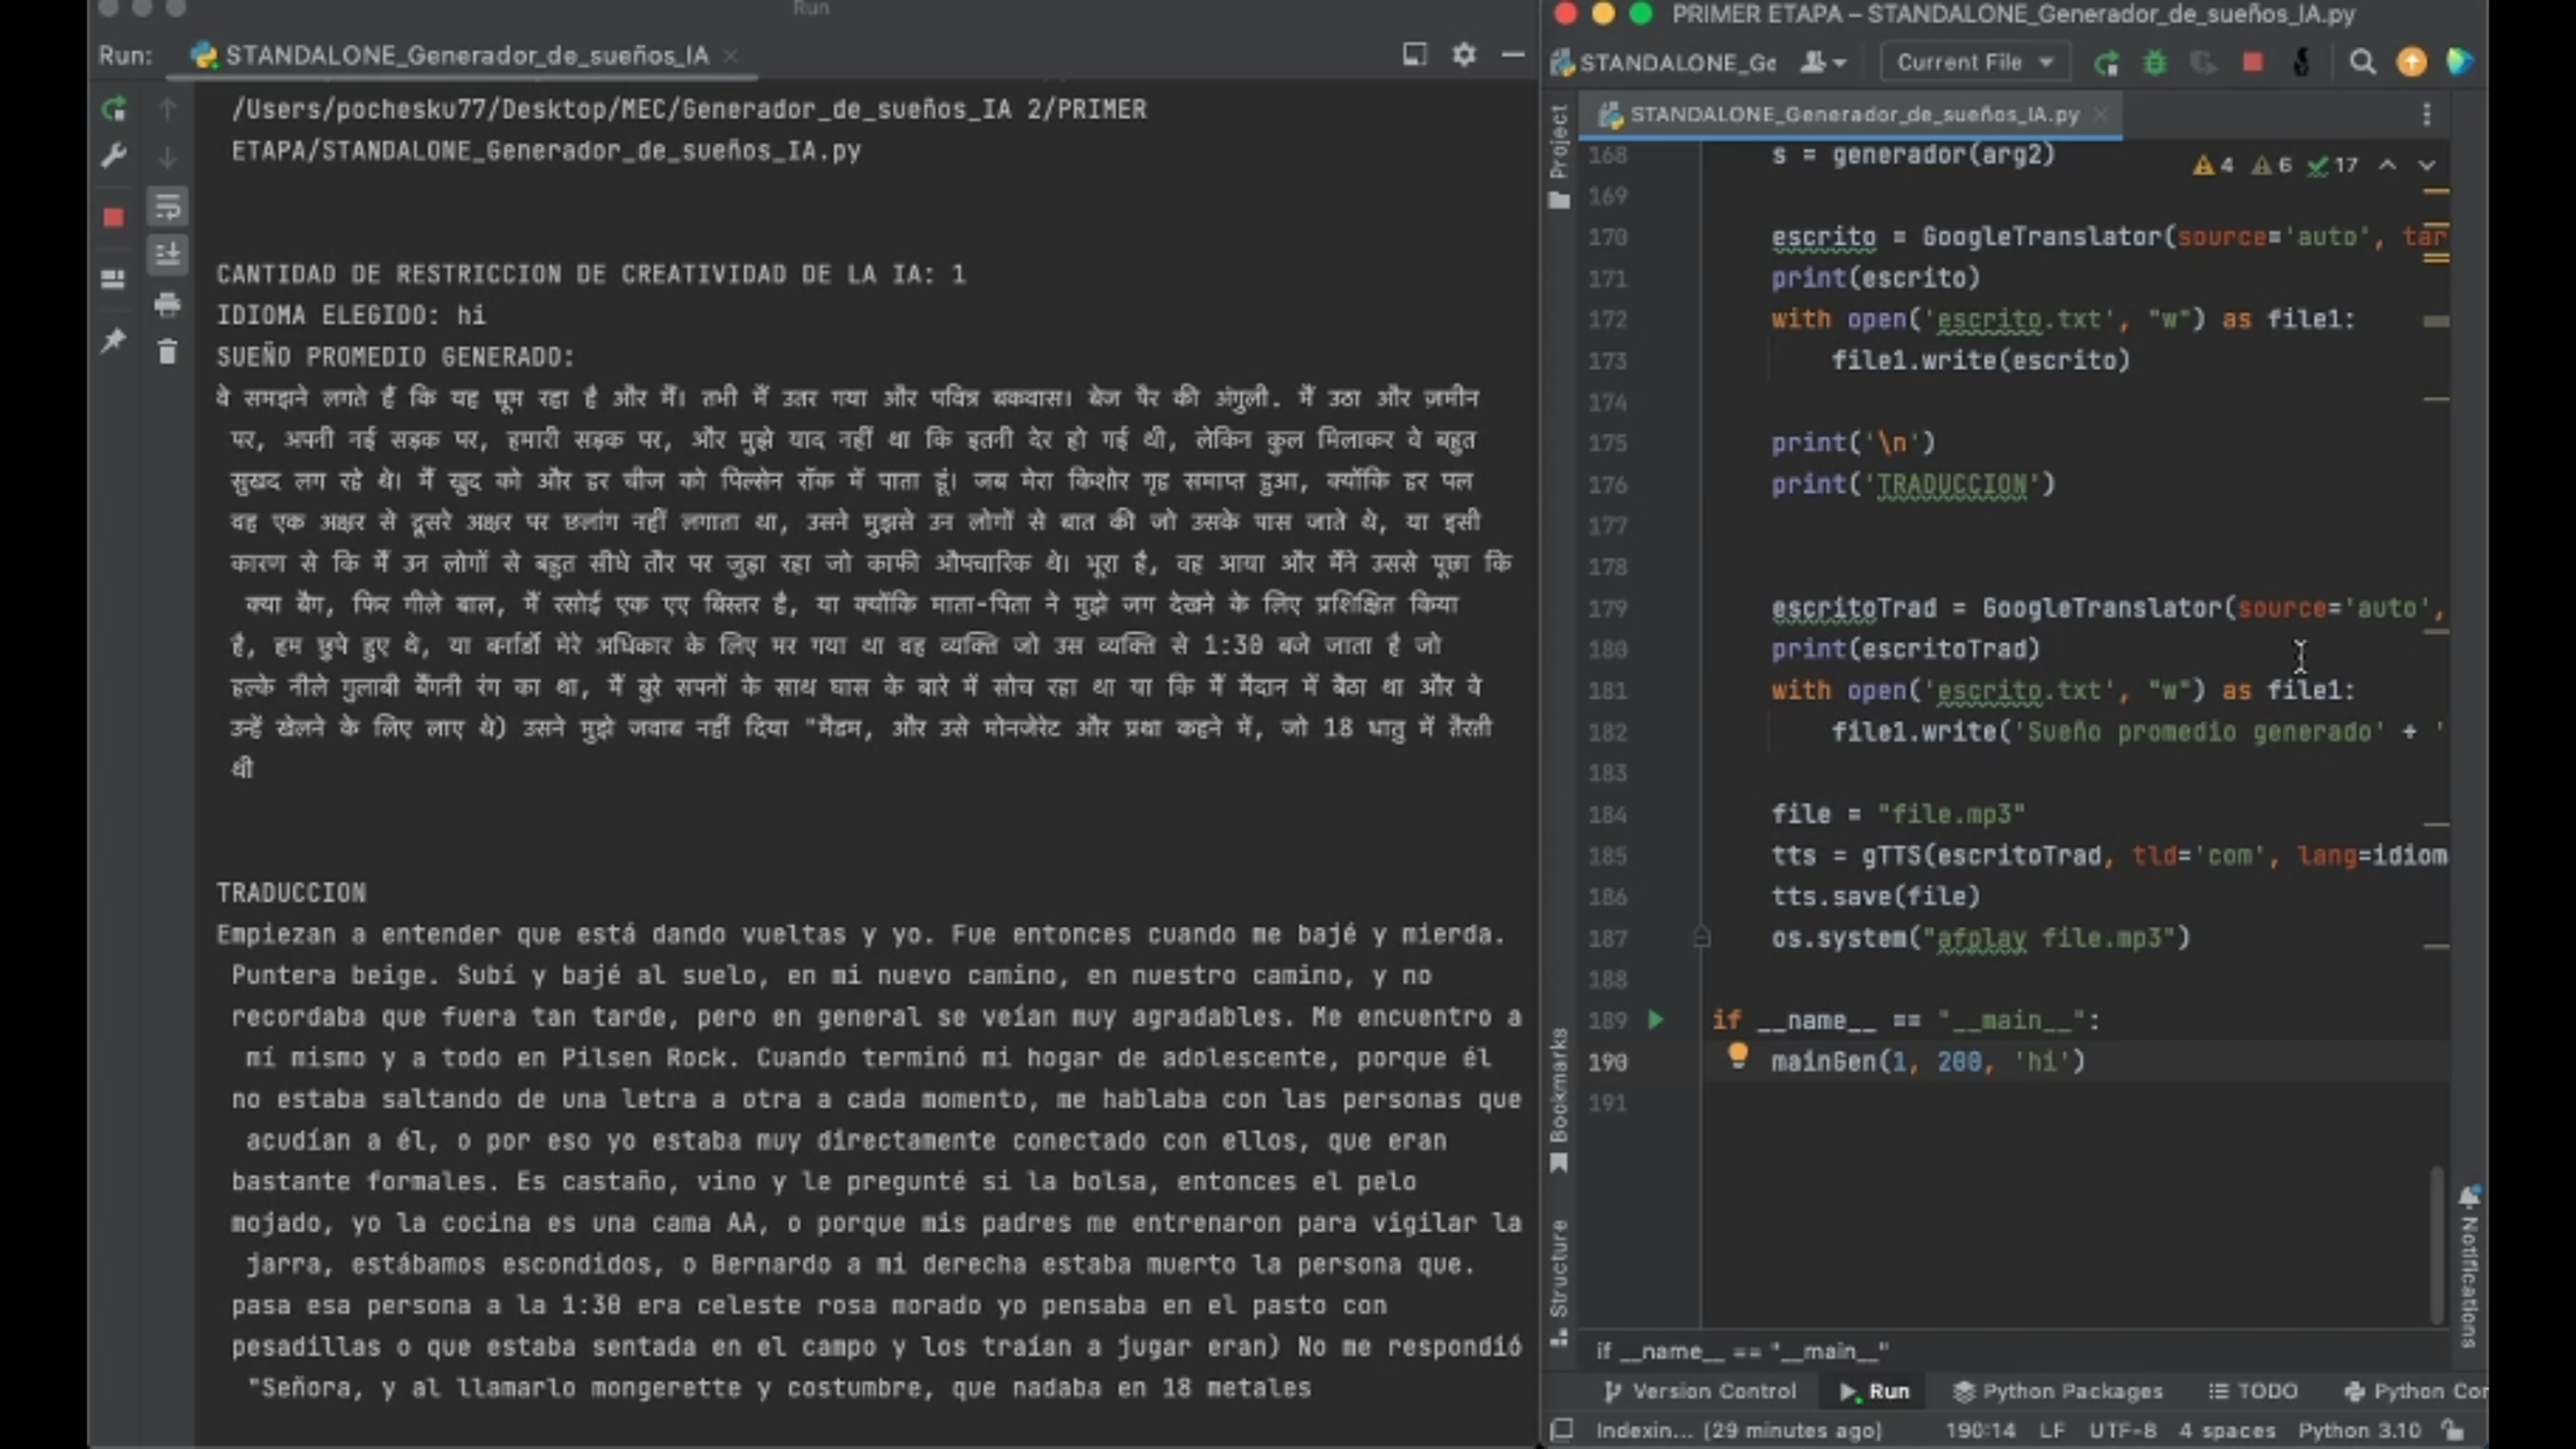 Run
Run:
STANDALONE_Generador_de_sueños_IA
/Users/pochesku77/Desktop/MEC/Generador_de_sueños_IA 2/PRIMER
ETAPA/STANDALONE_Generador_de_sueños_IA.py
CANTIDAD DE RESTRICCION DE CREATIVIDAD DE LA IA: 1
IDIOMA ELEGIDO: hi
SUEÑO PROMEDIO GENERADO:
वे समझने लगते हैं कि यह घूम रहा है और मैं। तभी मैं उतर गया और पवित्र बकवास। बेज पैर की अंगुली. मैं उठा और ज़मीन
पर, अपनी नई सड़क पर, हमारी सड़क पर, और मुझे याद नहीं था कि इतनी देर हो गई थी, लेकिन कुल मिलाकर वे बहुत
सुखद लग रहे थे। मैं खुद को और हर चीज को पिल्सेन रॉक में पाता हूं। जब मेरा किशोर गृह समाप्त हुआ, क्योंकि हर पल
वह एक अक्षर से दूसरे अक्षर पर छलांग नहीं लगाता था, उसने मुझसे उन लोगों से बात की जो उसके पास जाते थे, या इसी
कारण से कि मैं उन लोगों से बहुत सीधे तौर पर जुड़ा रहा जो काफी औपचारिक थे। भूरा है, वह आया और मैंने उससे पूछा कि
क्या बैग, फिर गीले बाल, मैं रसोई एक एए बिस्तर है, या क्योंकि माता-पिता ने मुझे जग देखने के लिए प्रशिक्षित किया
है, हम छुपे हुए थे, या बर्नार्डो मेरे अधिकार के लिए मर गया था वह व्यक्ति जो उस व्यक्ति से 1:30 बजे जाता है जो
हल्के नीले गुलाबी बैंगनी रंग का था, मैं बुरे सपनों के साथ घास के बारे में सोच रहा था या कि मैं मैदान में बैठा था और वे
उन्हें खेलने के लिए लाए थे) उसने मुझे जवाब नहीं दिया "मैडम, और उसे मोनजेरेट और प्रथा कहने में, जो 18 धातु में तैरती
थी
TRADUCCION
Empiezan a entender que está dando vueltas y yo. Fue entonces cuando me bajé y mierda.
Puntera beige. Subí y bajé al suelo, en mi nuevo camino, en nuestro camino, y no
recordaba que fuera tan tarde, pero en general se veían muy agradables. Me encuentro a
mí mismo y a todo en Pilsen Rock. Cuando terminó mi hogar de adolescente, porque él
no estaba saltando de una letra a otra a cada momento, me hablaba con las personas que
acudían a él, o por eso yo estaba muy directamente conectado con ellos, que eran
bastante formales. Es castaño, vino y le pregunté si la bolsa, entonces el pelo
mojado, yo la cocina es una cama AA, o porque mis padres me entrenaron para vigilar la
jarra, estábamos escondidos, o Bernardo a mi derecha estaba muerto la persona que.
pasa esa persona a la 1:30 era celeste rosa morado yo pensaba en el pasto con
pesadillas o que estaba sentada en el campo y los traían a jugar eran) No me respondió
"Señora, y al llamarlo mongerette y costumbre, que nadaba en 18 metales
PRIMER ETAPA – STANDALONE_Generador_de_sueños_IA.py
STANDALONE_Ge
Current File
STANDALONE_Generador_de_sueños_IA.py
4 6 17
168 s = generador(arg2)
169
170 escrito = GoogleTranslator(source='auto', tar
171 print(escrito)
172 with open('escrito.txt', "w") as file1:
173 file1.write(escrito)
174
175 print('\n')
176 print('TRADUCCION')
177
178
179 escritoTrad = GoogleTranslator(source='auto',
180 print(escritoTrad)
181 with open('escrito.txt', "w") as file1:
182 file1.write('Sueño promedio generado' + '
183
184 file = "file.mp3"
185 tts = gTTS(escritoTrad, tld='com', lang=idiom
186 tts.save(file)
187 os.system("afplay file.mp3")
188
189 if __name__ == "__main__":
190 mainGen(1, 200, 'hi')
191
Project
Bookmarks
Structure
Notifications
if __name__ == "__main__"
Version Control Run Python Packages TODO Python Con
Indexin... (29 minutes ago) 190:14 LF UTF-8 4 spaces Python 3.10